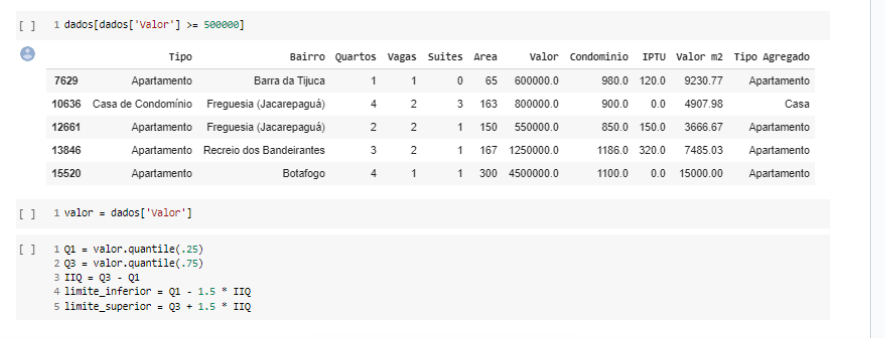 [ ] 1 dados[dados['Valor'] >= 500000]
Tipo Bairro Quartos Vagas Suites Area Valor Condominio IPTU Valor m2 Tipo Agregado
7629 Apartamento Barra da Tijuca 1 1 0 65 600000.0 980.0 120.0 9230.77 Apartamento
10636 Casa de Condomínio Freguesia (Jacarepaguá) 4 2 3 163 800000.0 900.0 0.0 4907.98 Casa
12661 Apartamento Freguesia (Jacarepaguá) 2 2 1 150 550000.0 850.0 150.0 3666.67 Apartamento
13846 Apartamento Recreio dos Bandeirantes 3 2 1 167 1250000.0 1186.0 320.0 7485.03 Apartamento
15520 Apartamento Botafogo 4 1 1 300 4500000.0 1100.0 0.0 15000.00 Apartamento
[ ] 1 valor = dados['Valor']
[ ] 1 Q1 = valor.quantile(.25)
2 Q3 = valor.quantile(.75)
3 IIQ = Q3 - Q1
4 limite_inferior = Q1 - 1.5 * IIQ
5 limite_superior = Q3 + 1.5 * IIQ